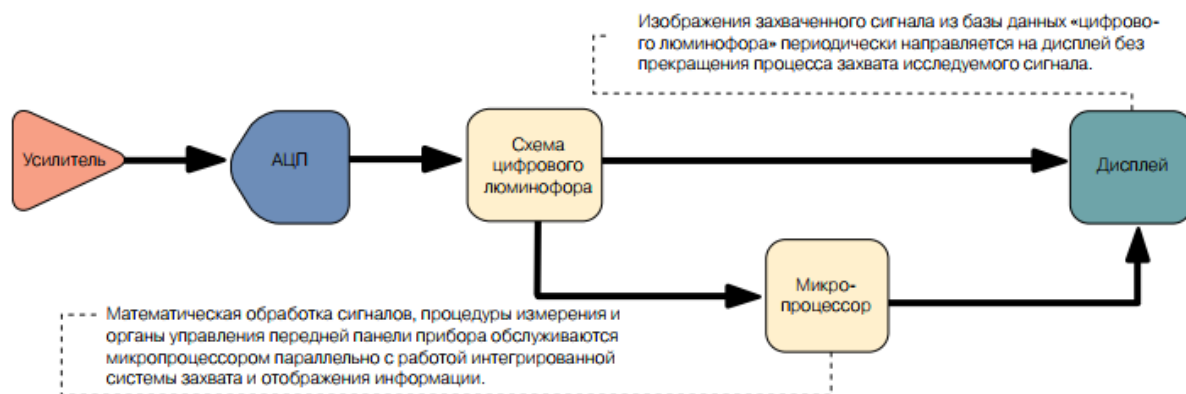 Изображения захваченного сигнала из базы данных «цифрово-
го люминофора» периодически направляется на дисплей без
прекращения процесса захвата исследуемого сигнала.
Усилитель
АЦП
Схема
цифрового
люминофора
Дисплей
Микро-
процессор
Математическая обработка сигналов, процедуры измерения и
органы управления передней панели прибора обслуживаются
микропроцессором параллельно с работой интегрированной
системы захвата и отображения информации.